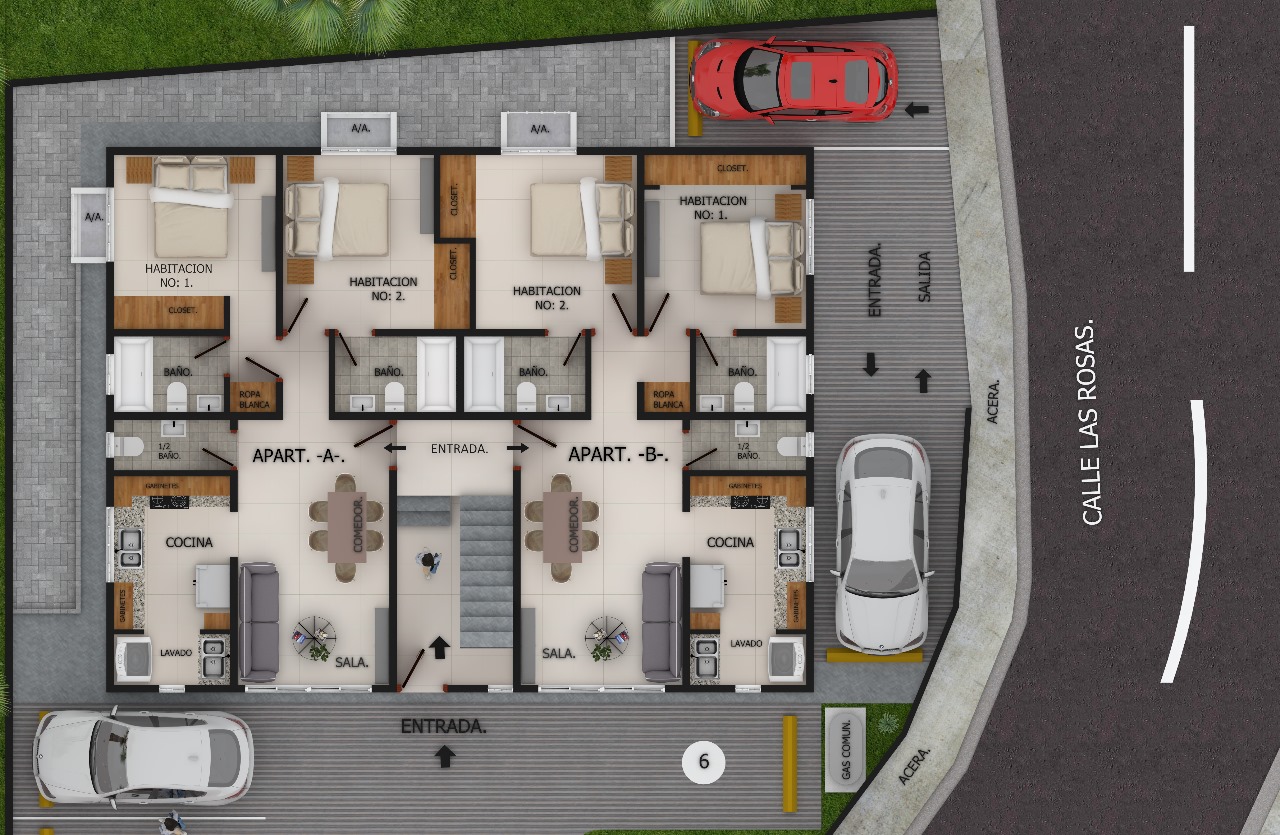 A/A.
A/A.
A/A.
CLOSET.
HABITACION
NO: 1.
CLOSET.
HABITACION
NO: 2.
CLOSET.
CLOSET.
HABITACION
NO: 2.
HABITACION
NO: 1.
ENTRADA.
SALIDA
BAÑO.
BAÑO.
BAÑO.
BAÑO.
ROPA
BLANCA
ROPA
BLANCA
ACERA.
CALLE LAS ROSAS.
1/2
BAÑO.
APART. -A-.
ENTRADA.
APART. -B-.
1/2
BAÑO.
GABINETES.
GABINETES.
COCINA
COMEDOR.
COMEDOR.
COCINA
GABINETES
GABINETES
LAVADO
SALA.
SALA.
LAVADO
ENTRADA.
6
GAS COMUN.
ACERA.